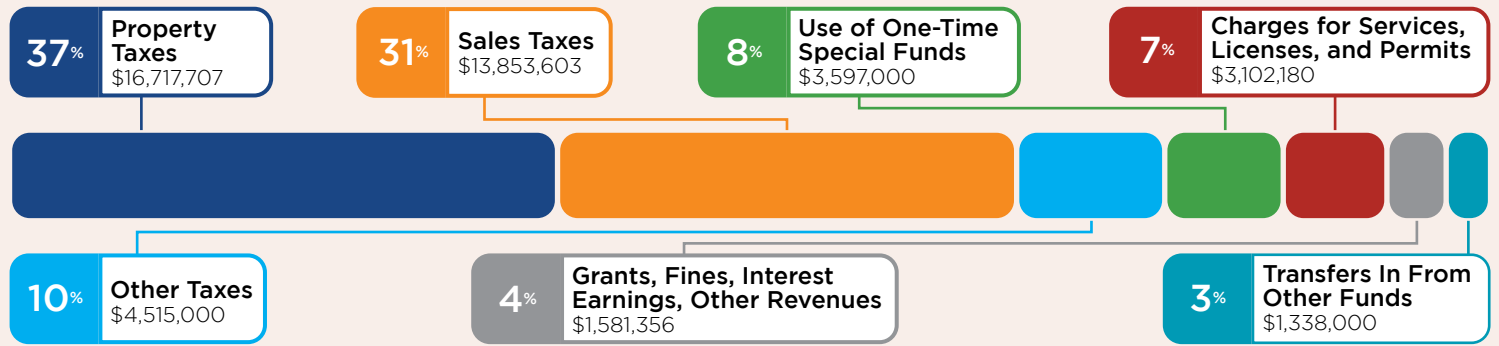 37%
Property
Taxes
$16,717,707
31%
Sales Taxes
$13,853,603
8%
Use of One-Time
Special Funds
$3,597,000
7%
Charges for Services,
Licenses, and Permits
$3,102,180
10%
Other Taxes
$4,515,000
4%
Grants, Fines, Interest
Earnings, Other Revenues
$1,581,356
3%
Transfers In From
Other Funds
$1,338,000